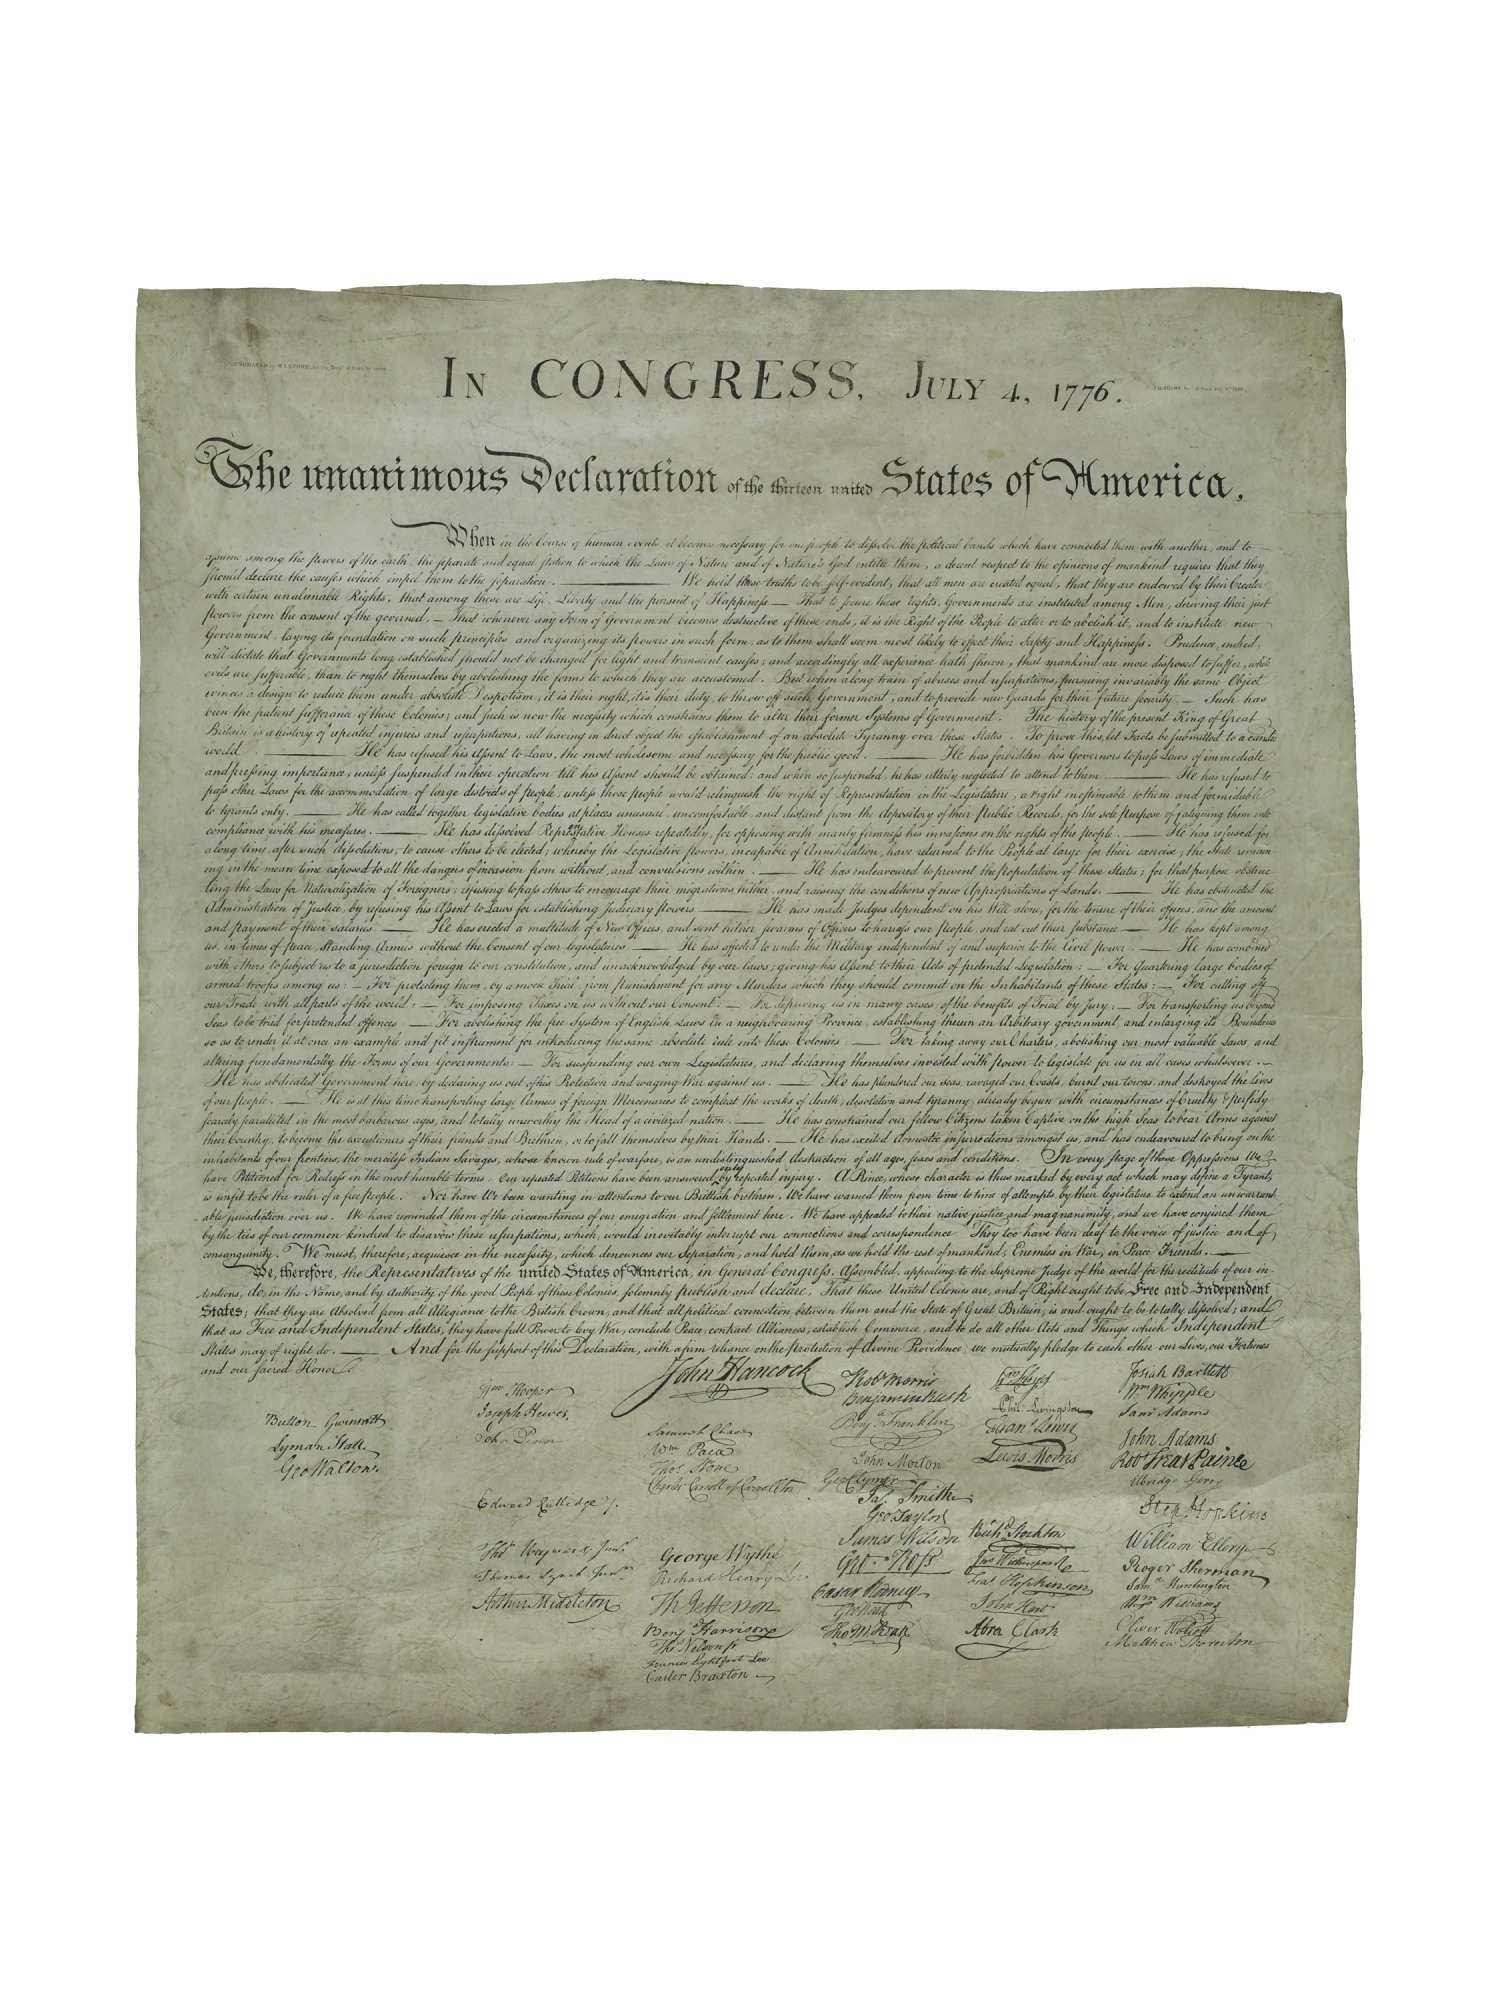 ENGRAVED by W.I.STONE, for the Dept. of State, by order
In CONGRESS, July 4, 1776.
The unanimous Declaration of the thirteen united States of America,
When in the Course of human events, it becomes necessary for one people to dissolve the political bands which have connected them with another, and to
assume among the powers of the earth, the separate and equal station to which the Laws of Nature and of Nature's God entitle them, a decent respect to the opinions of mankind requires that they
should declare the causes which impel them to the separation. ——— We hold these truths to be self-evident, that all men are created equal, that they are endowed by their Creator
with certain unalienable Rights, that among these are Life, Liberty and the pursuit of Happiness — That to secure these rights, Governments are instituted among Men, deriving their just
powers from the consent of the governed, — That whenever any Form of Government becomes destructive of these ends, it is the Right of the People to alter or to abolish it, and to institute new
Government, laying its foundation on such principles and organizing its powers in such form, as to them shall seem most likely to effect their Safety and Happiness. Prudence, indeed,
will dictate that Governments long established should not be changed for light and transient causes; and accordingly all experience hath shewn, that mankind are more disposed to suffer, while
evils are sufferable, than to right themselves by abolishing the forms to which they are accustomed. But when a long train of abuses and usurpations, pursuing invariably the same Object
evinces a design to reduce them under absolute Despotism, it is their right, it is their duty, to throw off such Government, and to provide new Guards for their future security. — Such has
been the patient sufferance of these Colonies; and such is now the necessity which constrains them to alter their former Systems of Government. The history of the present King of Great
Britain is a history of repeated injuries and usurpations, all having in direct object the establishment of an absolute Tyranny over these States. To prove this, let Facts be submitted to a candid
world. ——— He has refused his Assent to Laws, the most wholesome and necessary for the public good. ——— He has forbidden his Governors to pass Laws of immediate
and pressing importance, unless suspended in their operation till his Assent should be obtained; and when so suspended, he has utterly neglected to attend to them. ——— He has refused to
pass other Laws for the accommodation of large districts of people, unless those people would relinquish the right of Representation in the Legislature, a right inestimable to them and formidable
to tyrants only. ——— He has called together legislative bodies at places unusual, uncomfortable, and distant from the depository of their Public Records, for the sole purpose of fatiguing them into
compliance with his measures. ——— He has dissolved Representative Houses repeatedly, for opposing with manly firmness his invasions on the rights of the people. ——— He has refused for
a long time, after such dissolutions, to cause others to be elected; whereby the Legislative powers, incapable of Annihilation, have returned to the People at large for their exercise; the State remain
ing in the mean time exposed to all the dangers of invasion from without, and convulsions within. ——— He has endeavoured to prevent the population of these States; for that purpose obstruc-
ting the Laws for Naturalization of Foreigners; refusing to pass others to encourage their migrations hither, and raising the conditions of new Appropriations of Lands. ——— He has obstructed the
Administration of Justice, by refusing his Assent to Laws for establishing Judiciary powers. ——— He has made Judges dependent on his Will alone, for the tenure of their offices, and the amount
and payment of their salaries. ——— He has erected a multitude of New Offices, and sent hither swarms of Officers to harrass our people, and eat out their substance. ——— He has kept among
us, in times of peace, Standing Armies without the Consent of our legislatures. ——— He has affected to render the Military independent of and superior to the Civil power. ——— He has combined
with others to subject us to a jurisdiction foreign to our constitution, and unacknowledged by our laws; giving his Assent to their Acts of pretended Legislation: — For Quartering large bodies of
armed troops among us: — For protecting them, by a mock Trial, from punishment for any Murders which they should commit on the Inhabitants of these States: — For cutting off
our Trade with all parts of the world: — For imposing Taxes on us without our Consent: — For depriving us in many cases, of the benefits of Trial by Jury; — For transporting us beyond
Seas to be tried for pretended offences — For abolishing the free System of English Laws in a neighbouring Province, establishing therein an Arbitrary government, and enlarging its Boundaries
so as to render it at once an example and fit instrument for introducing the same absolute rule into these Colonies: — For taking away our Charters, abolishing our most valuable Laws, and
altering fundamentally the Forms of our Governments: — For suspending our own Legislatures, and declaring themselves invested with power to legislate for us in all cases whatsoever. —
He has abdicated Government here, by declaring us out of his Protection and waging War against us. ——— He has plundered our seas, ravaged our Coasts, burnt our towns, and destroyed the lives
of our people. ——— He is at this time transporting large Armies of foreign Mercenaries to compleat the works of death, desolation and tyranny, already begun with circumstances of Cruelty & perfidy
scarcely paralleled in the most barbarous ages, and totally unworthy the Head of a civilized nation. ——— He has constrained our fellow Citizens taken Captive on the high Seas to bear Arms against
their Country, to become the executioners of their friends and Brethren, or to fall themselves by their Hands. ——— He has excited domestic insurrections amongst us, and has endeavoured to bring on the
inhabitants of our frontiers, the merciless Indian Savages, whose known rule of warfare, is an undistinguished destruction of all ages, sexes and conditions. In every stage of these Oppressions We
have Petitioned for Redress in the most humble terms: Our repeated Petitions have been answered only by repeated injury. A Prince, whose character is thus marked by every act which may define a Tyrant,
is unfit to be the ruler of a free people. Nor have We been wanting in attentions to our Brittish brethren. We have warned them from time to time of attempts by their legislature to extend an unwarrant
able jurisdiction over us. We have reminded them of the circumstances of our emigration and settlement here. We have appealed to their native justice and magnanimity, and we have conjured them
by the ties of our common kindred to disavow these usurpations, which, would inevitably interrupt our connections and correspondence. They too have been deaf to the voice of justice and of
consanguinity. We must, therefore, acquiesce in the necessity, which denounces our Separation, and hold them, as we hold the rest of mankind, Enemies in War, in Peace Friends. ———
We, therefore, the Representatives of the united States of America, in General Congress, Assembled, appealing to the Supreme Judge of the world for the rectitude of our in-
tentions, do, in the Name, and by Authority of the good People of these Colonies, solemnly publish and declare, That these United Colonies are, and of Right ought to be Free and Independent
States; that they are Absolved from all Allegiance to the British Crown, and that all political connection between them and the State of Great Britain, is and ought to be totally dissolved; and
that as Free and Independent States, they have full Power to levy War, conclude Peace, contract Alliances, establish Commerce, and to do all other Acts and Things which Independent
States may of right do. ——— And for the support of this Declaration, with a firm reliance on the protection of divine Providence, we mutually pledge to each other our Lives, our Fortunes
and our sacred Honor.
John Hancock
Button Gwinnett
Lyman Hall.
Geo Walton.
Wm Hooper
Joseph Hewes,
John Penn
Edward Rutledge /.
Thos Heyward Junr.
Thomas Lynch Junr.
Arthur Middleton
Samuel Chase
Wm. Paca
Thos. Stone
Charles Carroll of Carrollton
George Wythe
Richard Henry Lee
Th Jefferson
Benj Harrison
Thos Nelson jr.
Francis Lightfoot Lee
Carter Braxton
Robt Morris
Benjamin Rush
Benj. Franklin
John Morton
Geo Clymer
Jas. Smith
Geo. Taylor
James Wilson
Geo. Ross
Caesar Rodney
Geo Read
Tho M:Kean
Wm Floyd
Phil. Livingston
Frans. Lewis
Lewis Morris
Richd. Stockton
Jno Witherspoon
Fras. Hopkinson
John Hart
Abra Clark
Josiah Bartlett
Wm. Whipple
Saml Adams
John Adams
Robt Treat Paine
Elbridge Gerry
Step. Hopkins
William Ellery
Roger Sherman
Saml Huntington
Wm. Williams
Oliver Wolcott
Matthew Thornton